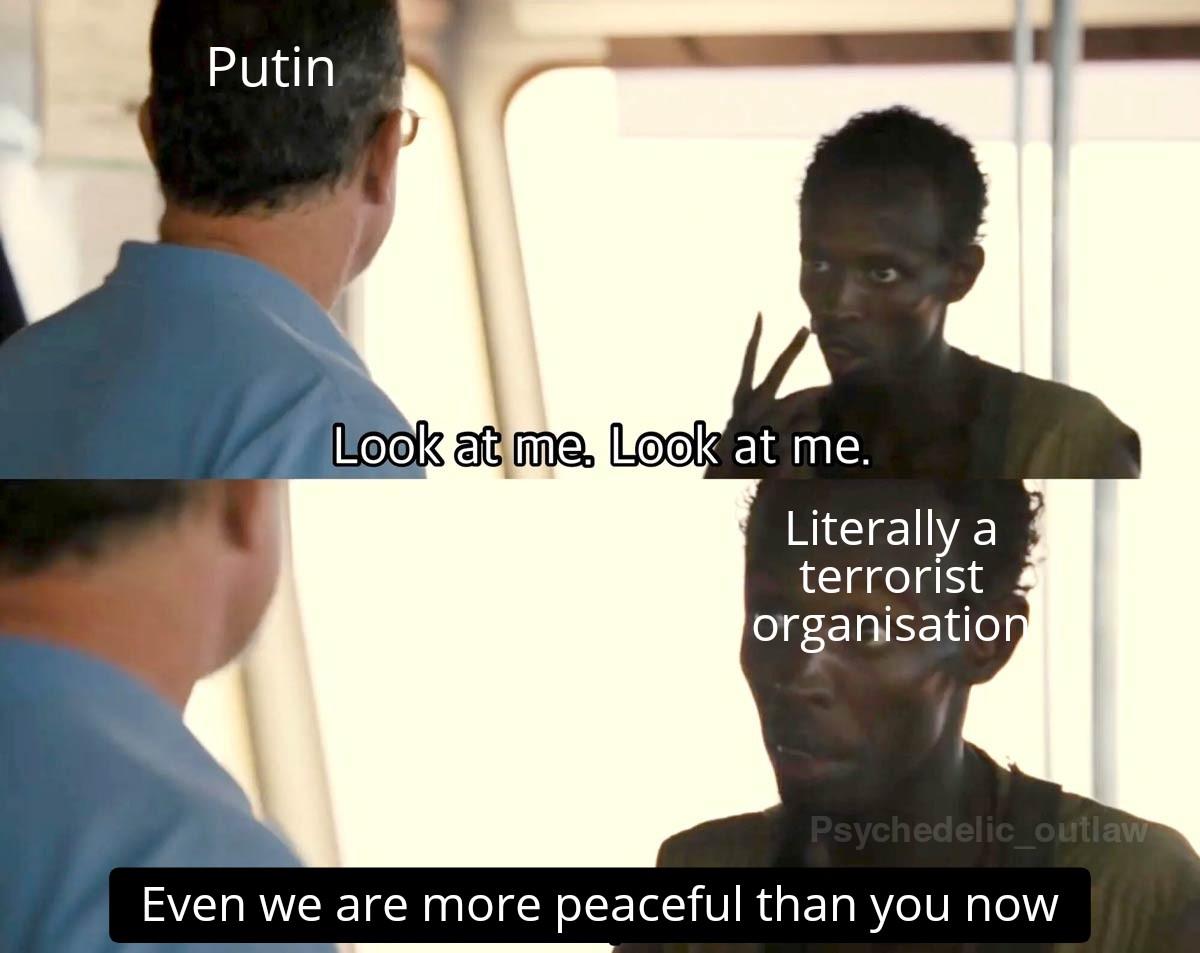 Putin
Look at me. Look at me.
Literally a
terrorist
organisation
Psychedelic_outlaw
Even we are more peaceful than you now